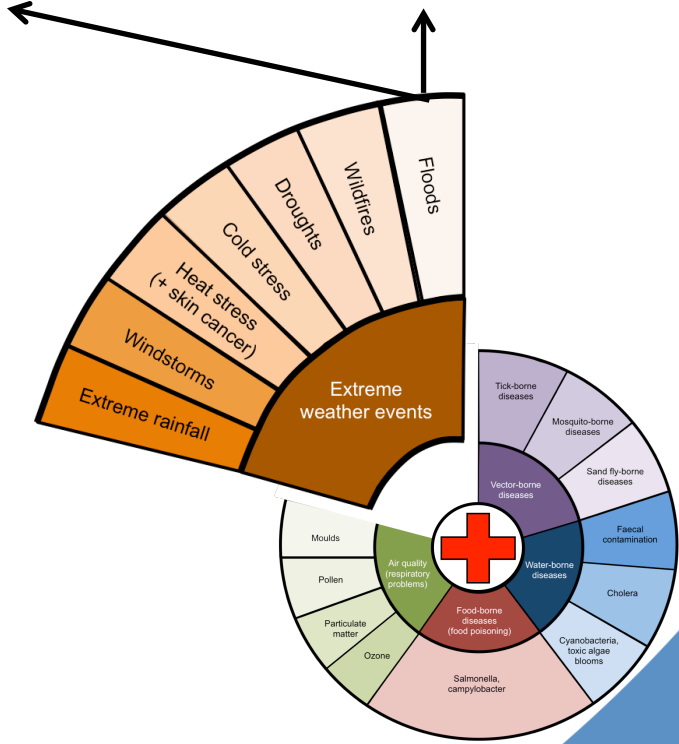 Floods
Wildfires
Droughts
Cold stress
Heat stress
(+ skin cancer)
Windstorms
Extreme rainfall
Extreme
weather events
Tick-borne
diseases
Mosquito-borne
diseases
Sand fly-borne
diseases
Vector-borne
diseases
Faecal
contamination
Water-borne
diseases
Cholera
Cyanobacteria,
toxic algae
blooms
Food-borne
diseases
(food poisoning)
Salmonella,
campylobacter
Air quality
(respiratory
problems)
Moulds
Pollen
Particulate
matter
Ozone